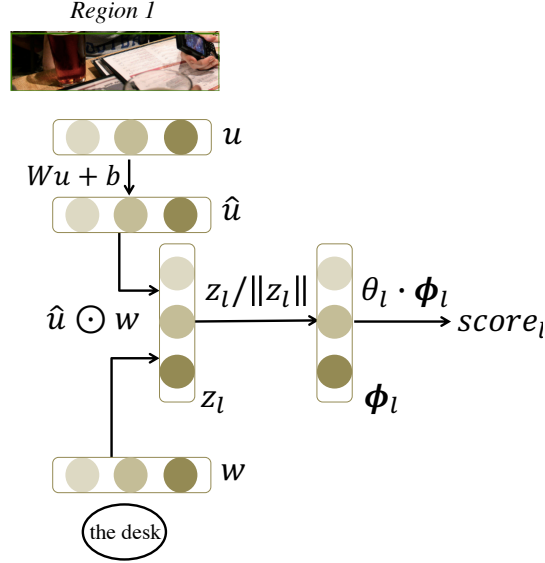 Region 1
u
Wu + b
û
z_l/‖z_l‖
θ_l · ϕ_l
û ⊙ w
score_l
z_l
ϕ_l
w
the desk